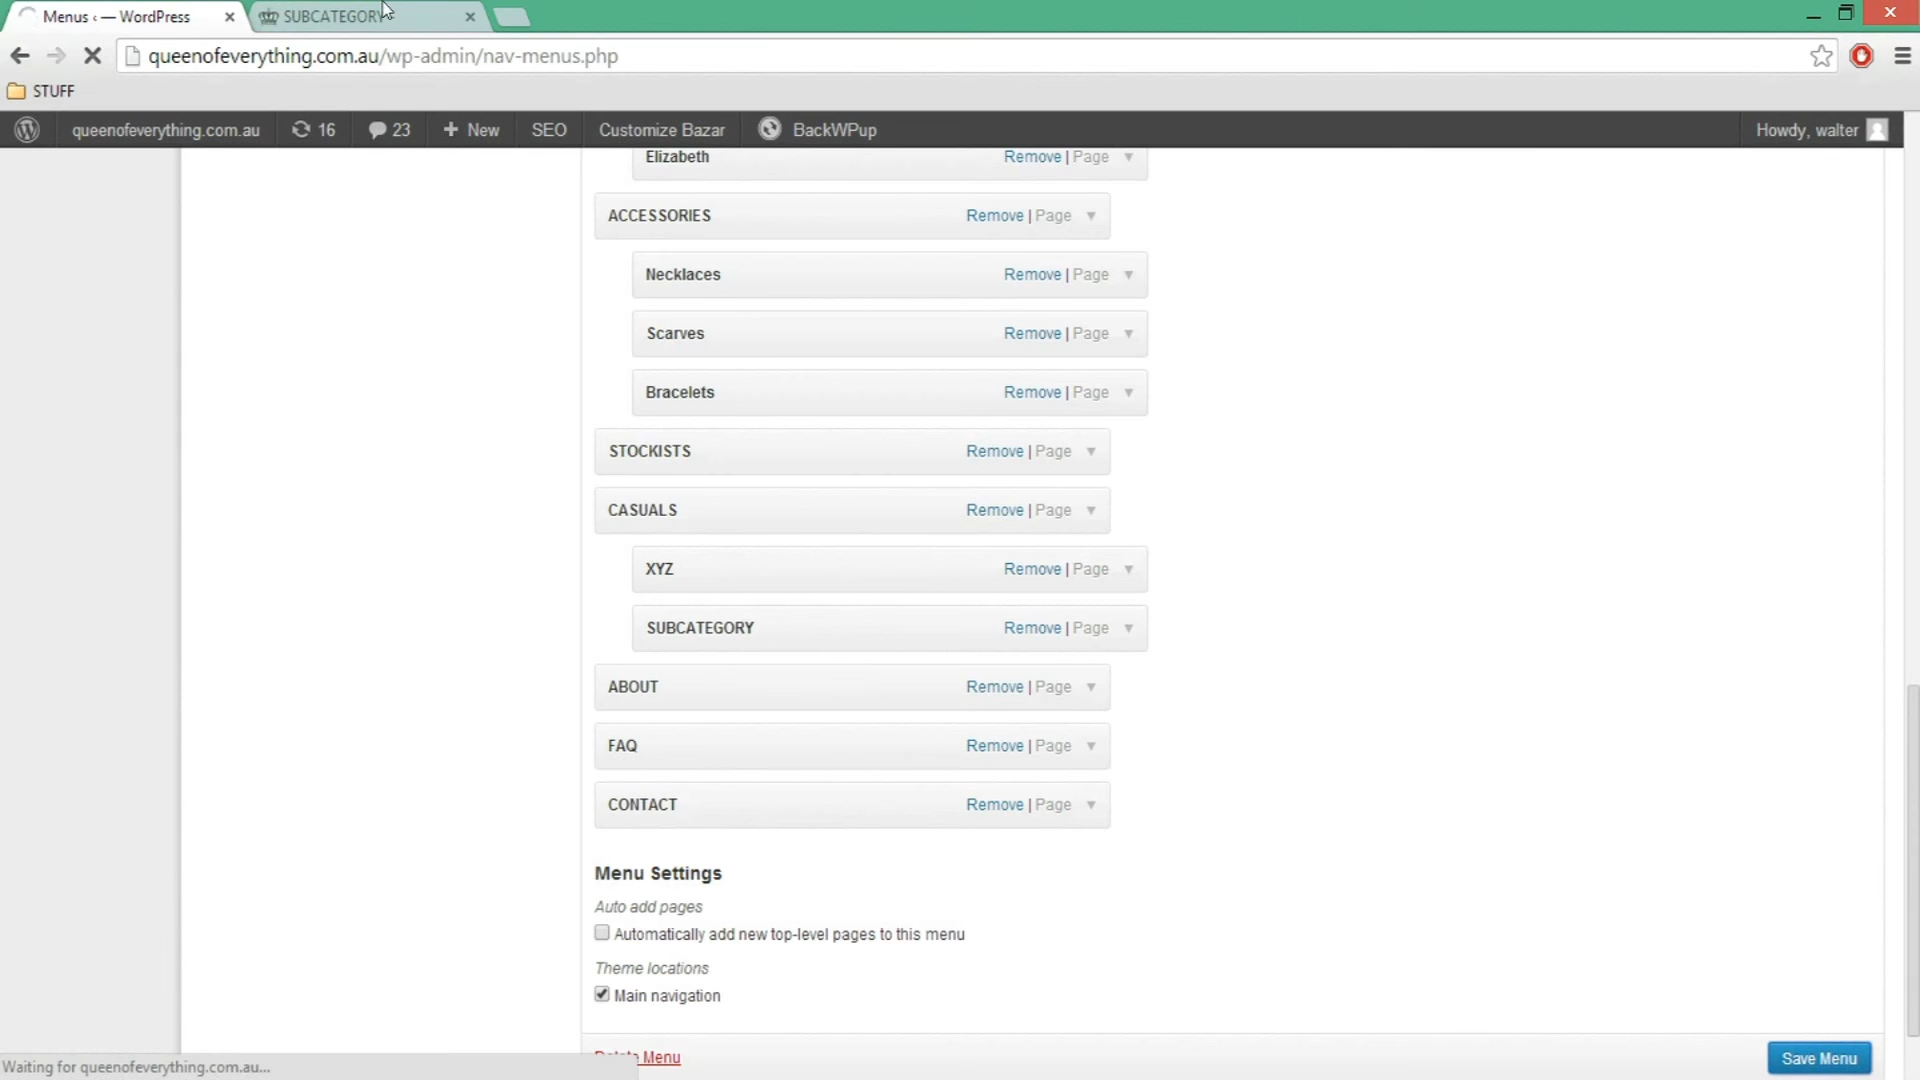 Menus ‹ — WordPress
SUBCATEGORY
queenofeverything.com.au/wp-admin/nav-menus.php
STUFF
queenofeverything.com.au 16 23 + New SEO Customize Bazar BackWPup Howdy, walter
Elizabeth Remove | Page
ACCESSORIES Remove | Page
Necklaces Remove | Page
Scarves Remove | Page
Bracelets Remove | Page
STOCKISTS Remove | Page
CASUALS Remove | Page
XYZ Remove | Page
SUBCATEGORY Remove | Page
ABOUT Remove | Page
FAQ Remove | Page
CONTACT Remove | Page
Menu Settings
Auto add pages
Automatically add new top-level pages to this menu
Theme locations
Main navigation
Delete Menu Save Menu
Waiting for queenofeverything.com.au...